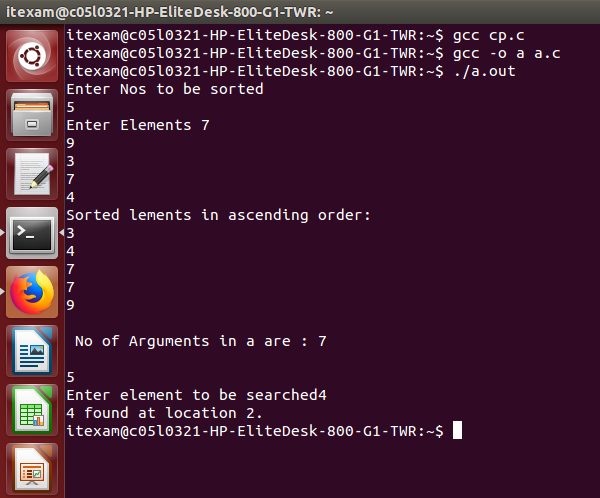 itexam@c05l0321-HP-EliteDesk-800-G1-TWR: ~
itexam@c05l0321-HP-EliteDesk-800-G1-TWR:~$ gcc cp.c
itexam@c05l0321-HP-EliteDesk-800-G1-TWR:~$ gcc -o a a.c
itexam@c05l0321-HP-EliteDesk-800-G1-TWR:~$ ./a.out
Enter Nos to be sorted
5
Enter Elements 7
9
3
7
4
Sorted lements in ascending order:
3
4
7
7
9
No of Arguments in a are : 7
5
Enter element to be searched4
4 found at location 2.
itexam@c05l0321-HP-EliteDesk-800-G1-TWR:~$